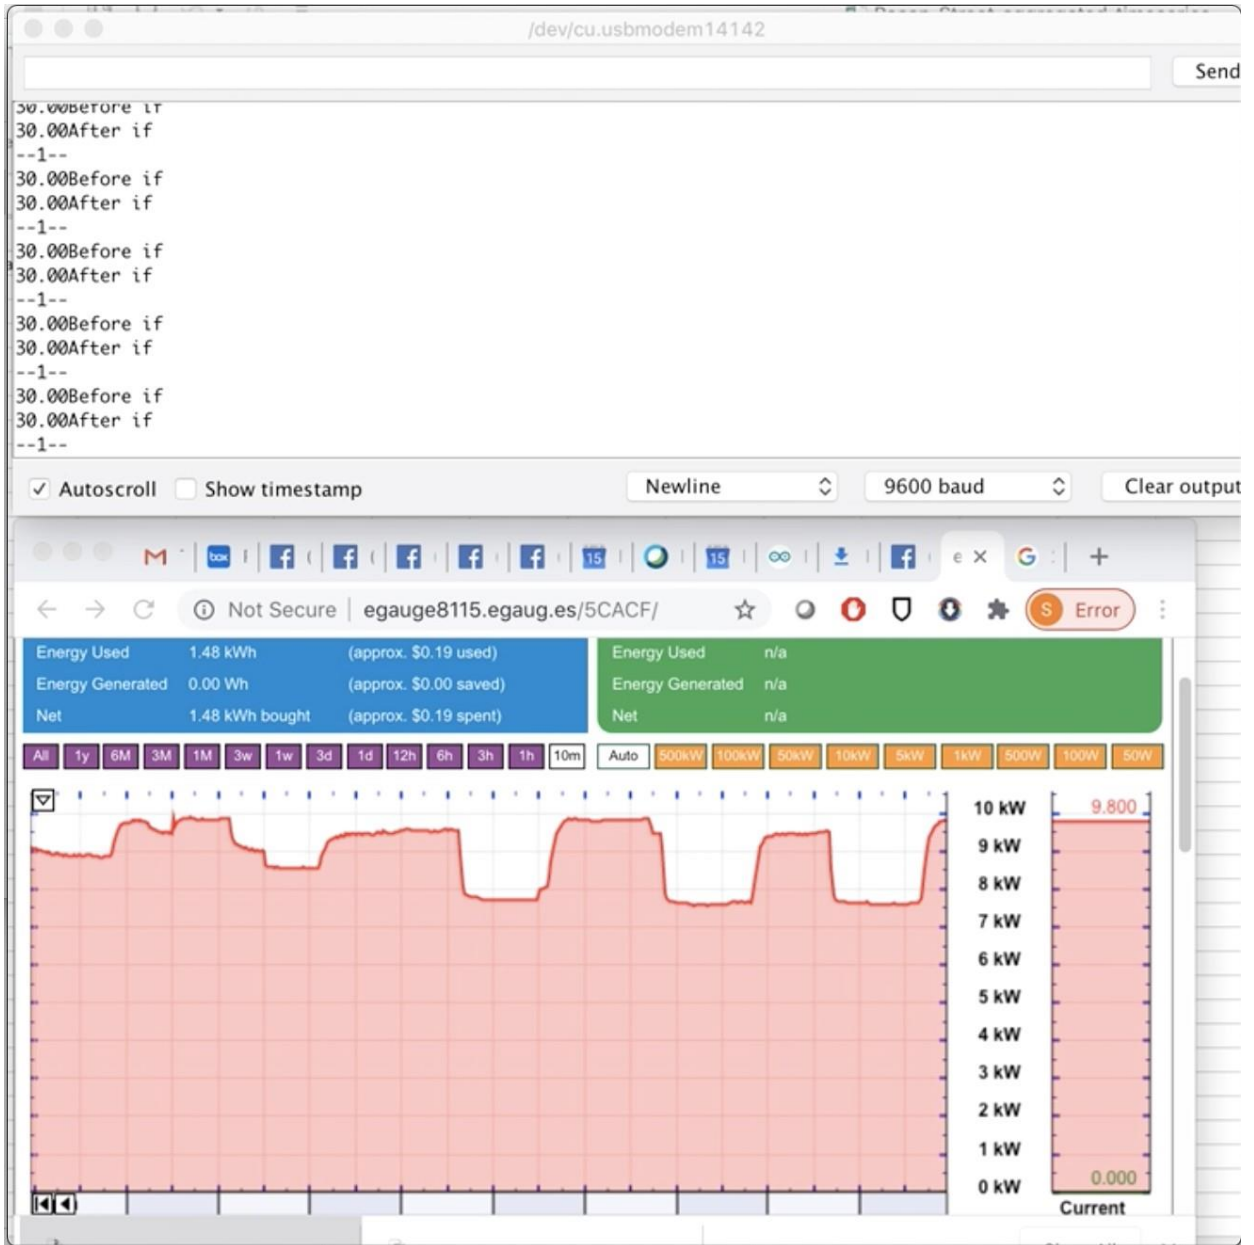 /dev/cu.usbmodem14142
Send
30.00Before if
30.00After if
--1--
30.00Before if
30.00After if
--1--
30.00Before if
30.00After if
--1--
30.00Before if
30.00After if
--1--
30.00Before if
30.00After if
--1--
Autoscroll Show timestamp Newline 9600 baud Clear output
box 15 15 e
Not Secure egauge8115.egaug.es/5CACF/ S Error
Energy Used 1.48 kWh (approx. $0.19 used) Energy Used n/a
Energy Generated 0.00 Wh (approx. $0.00 saved) Energy Generated n/a
Net 1.48 kWh bought (approx. $0.19 spent) Net n/a
All 1y 6M 3M 1M 3w 1w 3d 1d 12h 6h 3h 1h 10m Auto 500kW 100kW 50kW 10kW 5kW 1kW 500W 100W 50W
10 kW 9.800
9 kW
8 kW
7 kW
6 kW
5 kW
4 kW
3 kW
2 kW
1 kW
0 kW 0.000
Current